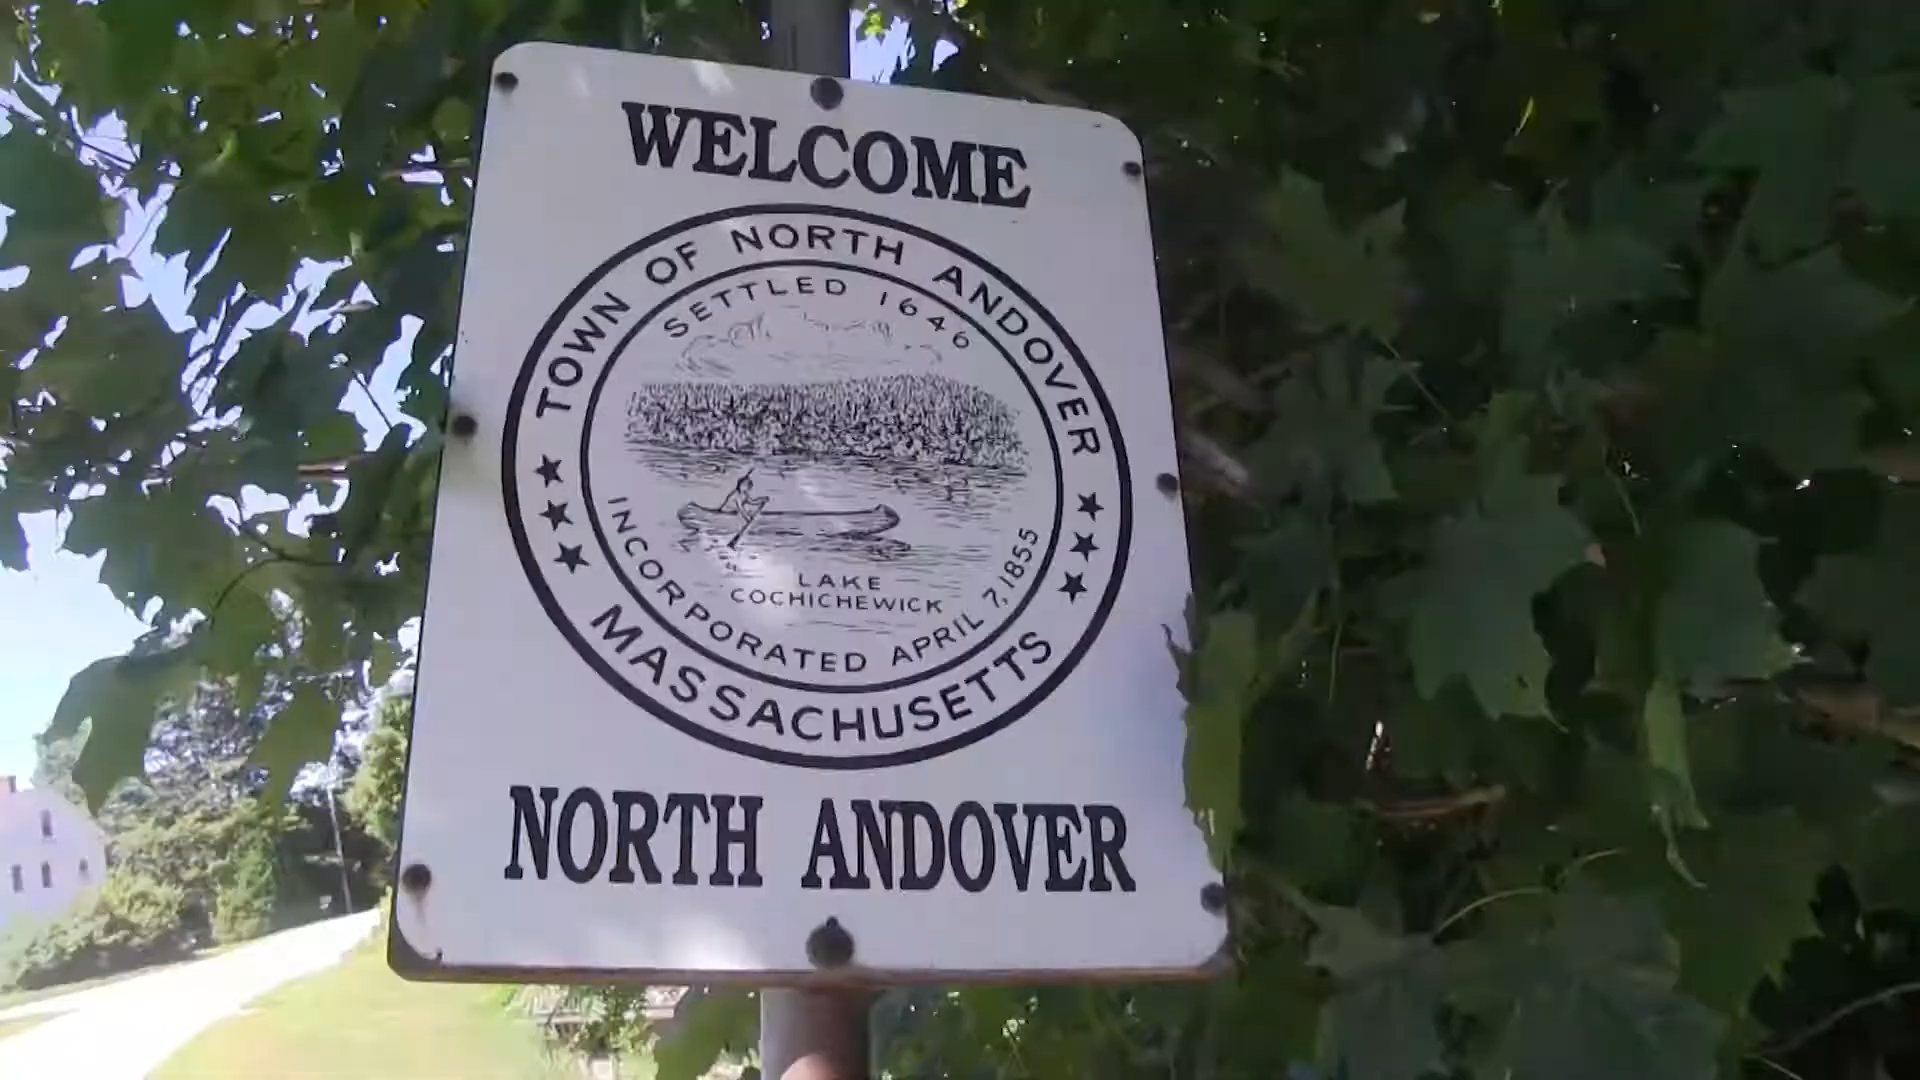 WELCOME
TOWN OF NORTH ANDOVER
SETTLED 1646
LAKE
COCHICHEWICK
INCORPORATED APRIL 7, 1855
MASSACHUSETTS
NORTH ANDOVER